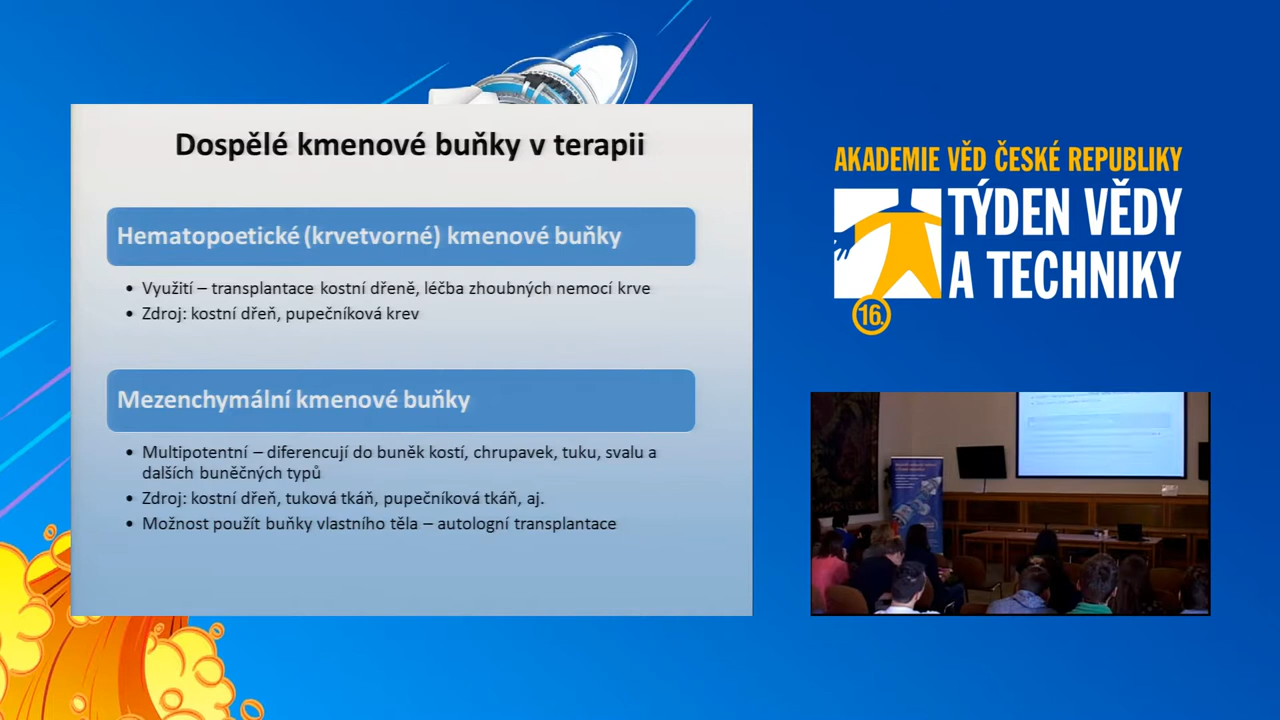 Dospělé kmenové buňky v terapii
Hematopoetické (krvetvorné) kmenové buňky
• Využití – transplantace kostní dřeně, léčba zhoubných nemocí krve
• Zdroj: kostní dřeň, pupečníková krev
Mezenchymální kmenové buňky
• Multipotentní – diferencují do buněk kostí, chrupavek, tuku, svalu a
dalších buněčných typů
• Zdroj: kostní dřeň, tuková tkáň, pupečníková tkáň, aj.
• Možnost použít buňky vlastního těla – autologní transplantace
AKADEMIE VĚD ČESKÉ REPUBLIKY
TÝDEN VĚDY
A TECHNIKY
16.